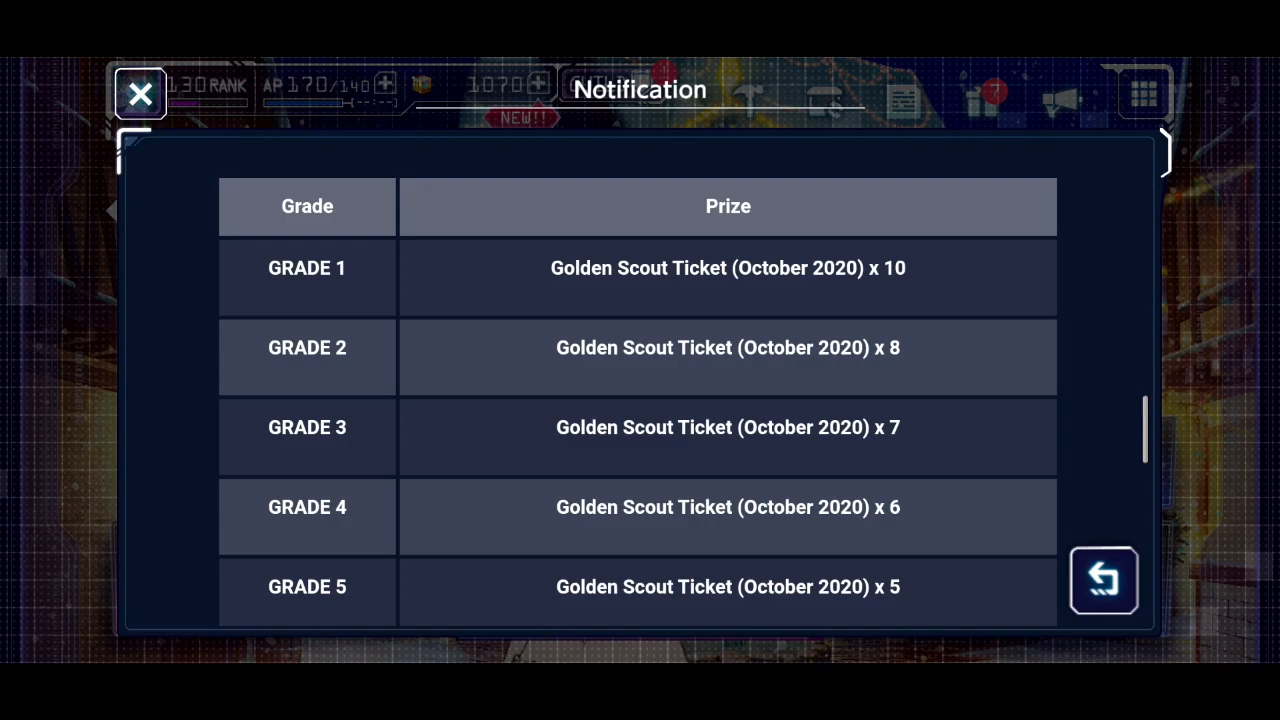 130 RANK AP 170/140 1070
Notification
7
NEW!!
Grade Prize
GRADE 1 Golden Scout Ticket (October 2020) x 10
GRADE 2 Golden Scout Ticket (October 2020) x 8
GRADE 3 Golden Scout Ticket (October 2020) x 7
GRADE 4 Golden Scout Ticket (October 2020) x 6
GRADE 5 Golden Scout Ticket (October 2020) x 5